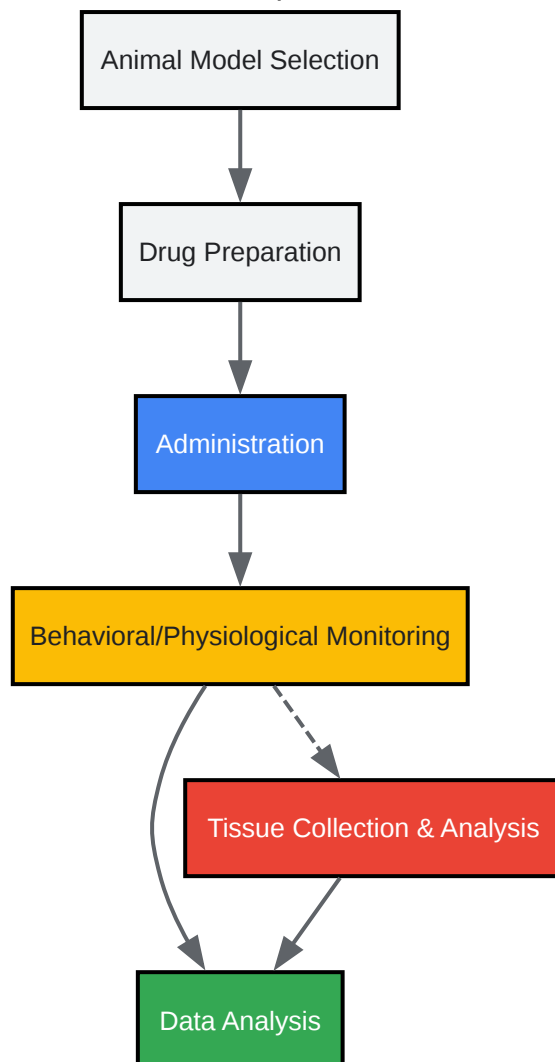 Animal Model Selection
Drug Preparation
Administration
Behavioral/Physiological Monitoring
Tissue Collection & Analysis
Data Analysis